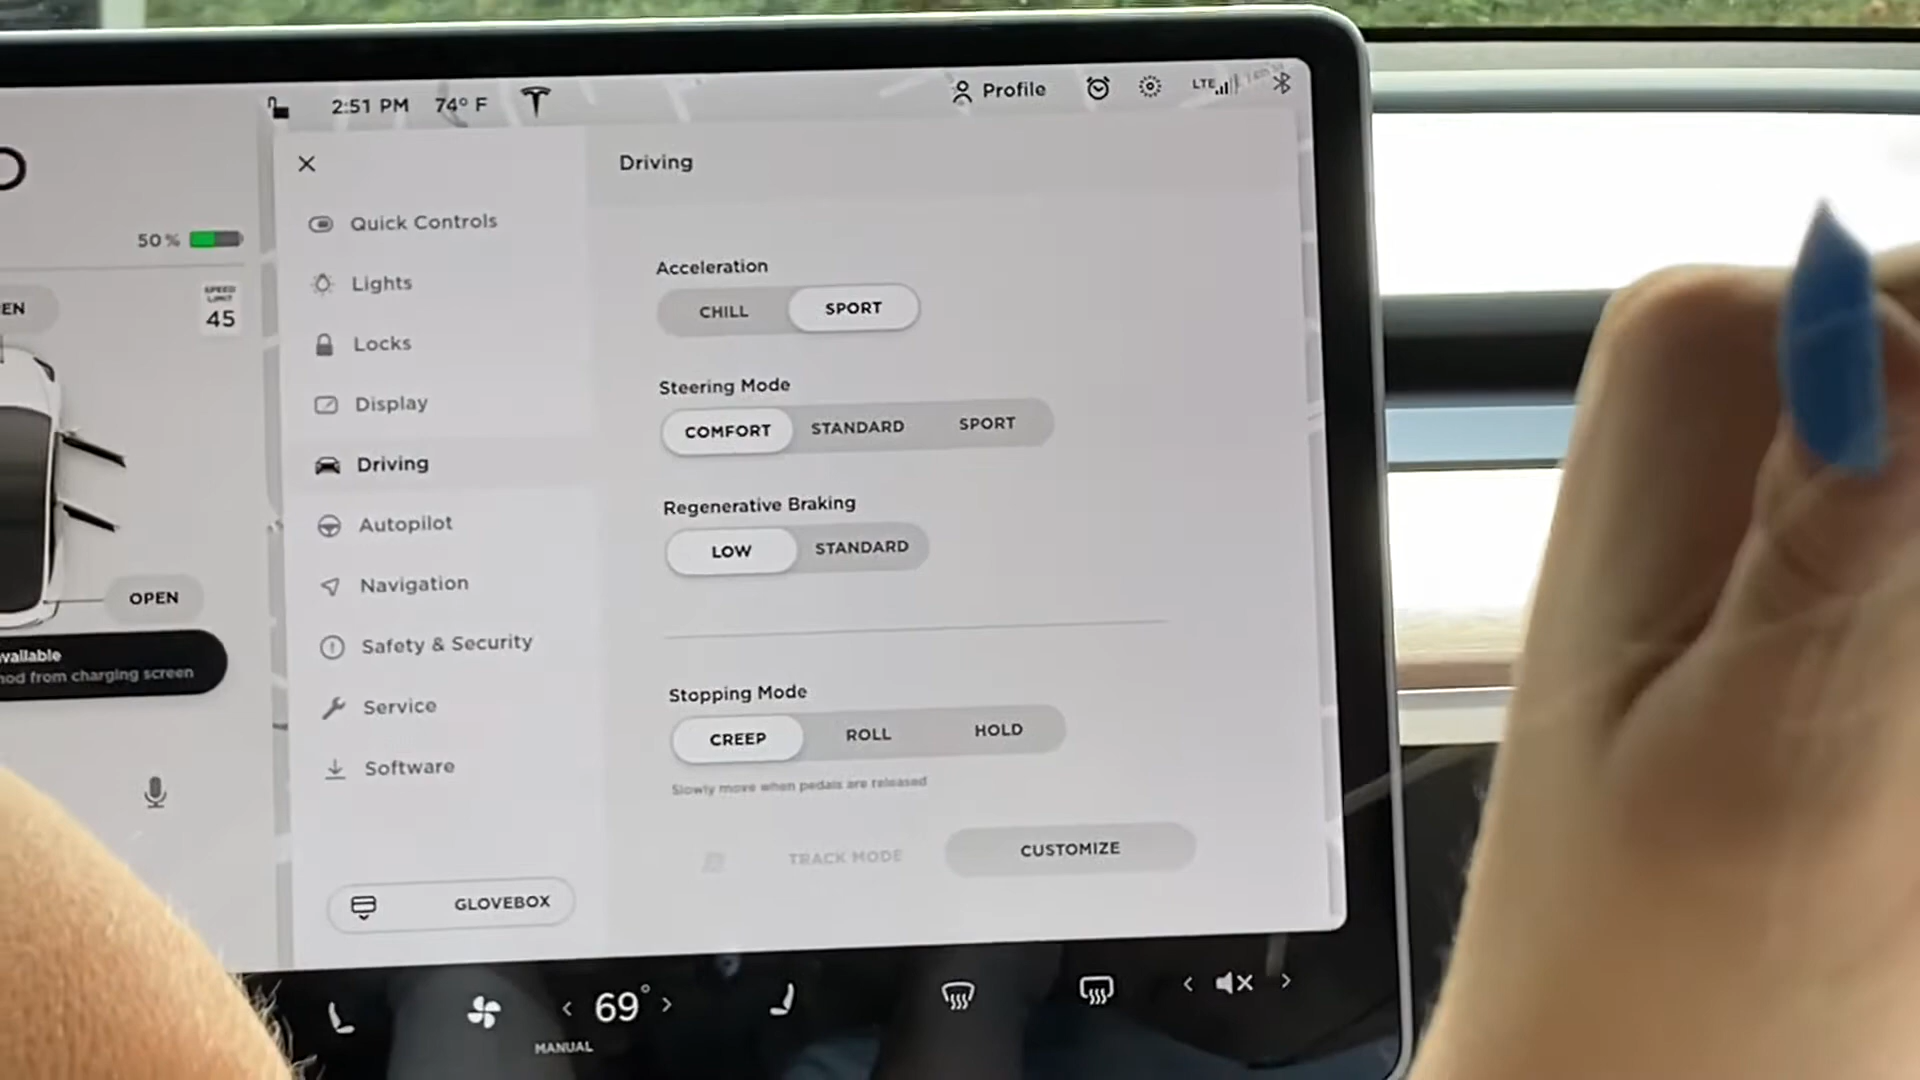 2:51 PM 74° F
Profile
LTE
50 %
SPEED LIMIT
45
EN
OPEN
vailable
nod from charging screen
Quick Controls
Lights
Locks
Display
Driving
Autopilot
Navigation
Safety & Security
Service
Software
GLOVEBOX
Driving
Acceleration
CHILL SPORT
Steering Mode
COMFORT STANDARD SPORT
Regenerative Braking
LOW STANDARD
Stopping Mode
CREEP ROLL HOLD
Slowly move when pedals are released
TRACK MODE CUSTOMIZE
< 69° >
MANUAL